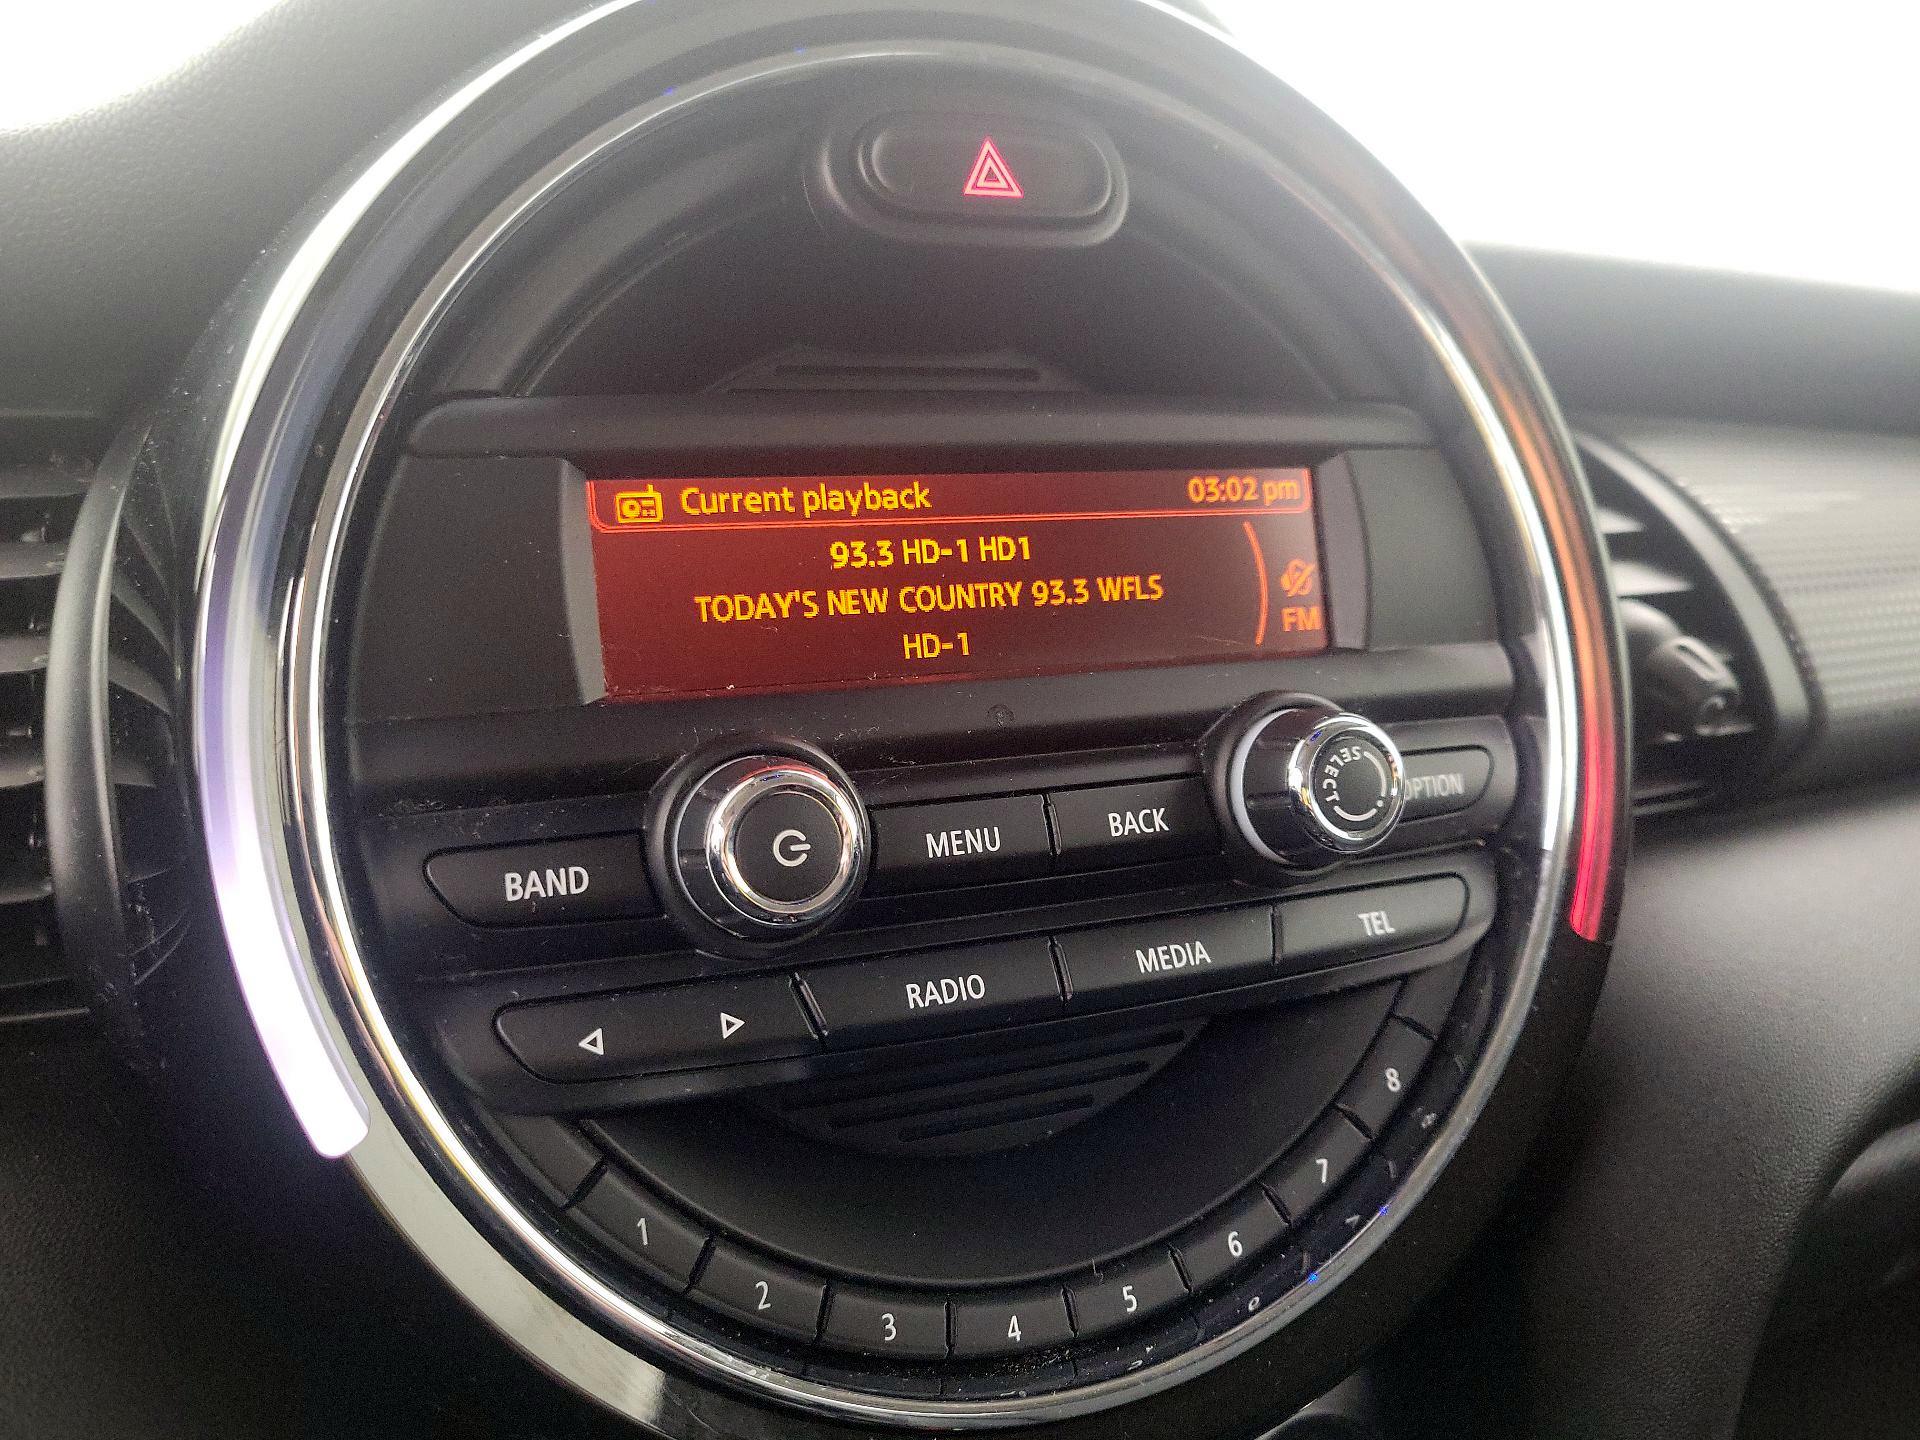 Current playback 03:02 pm
93.3 HD-1 HD1
TODAY'S NEW COUNTRY 93.3 WFLS
HD-1
FM
SELECT
OPTION
BAND
MENU
BACK
RADIO
MEDIA
TEL
1
2
3
4
5
6
7
8